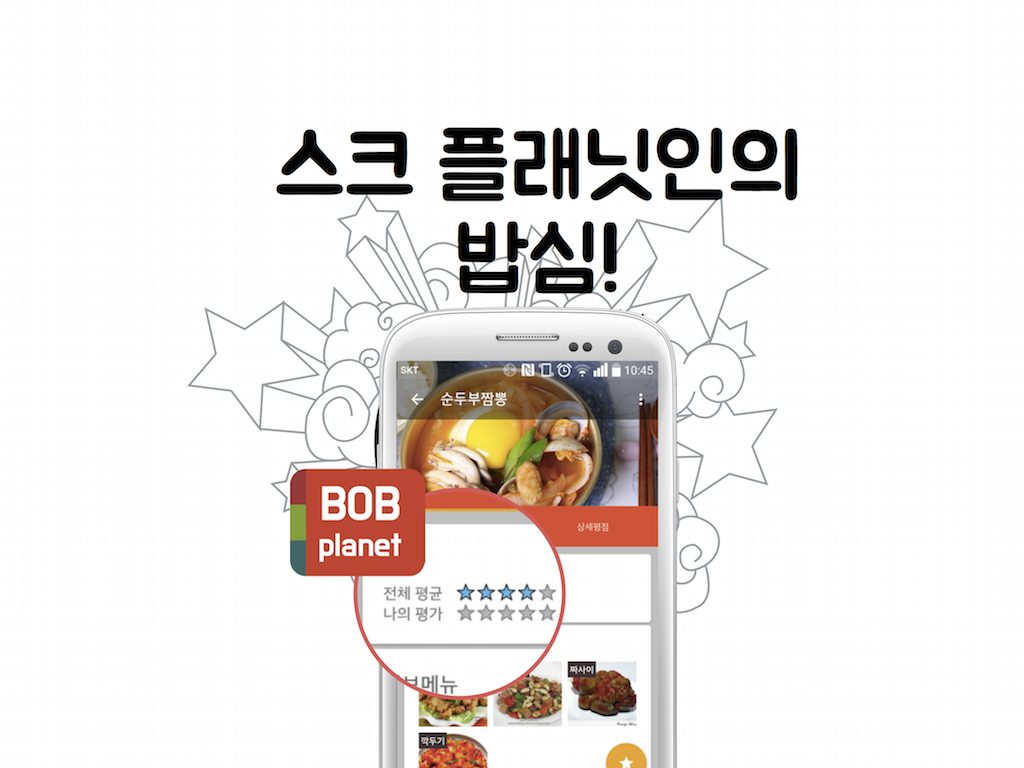 스크 플래닛인의
밥심!
SKT
10:45
순두부짬뽕
BOB
planet
상세평점
전체 평균
나의 평가
브메뉴
짜사이
깍두기